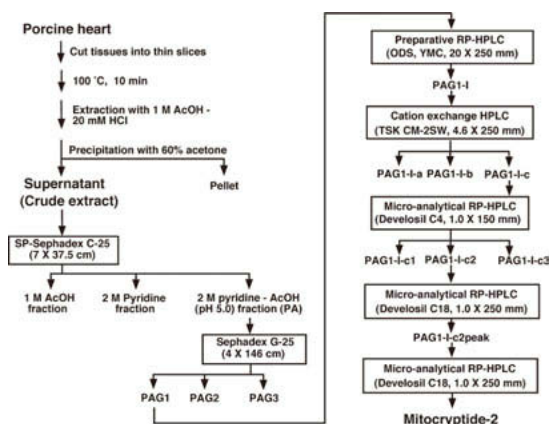 Porcine heart
Cut tissues into thin slices
100 °C, 10 min
Extraction with 1 M AcOH -
20 mM HCl
Precipitation with 60% acetone
Supernatant
(Crude extract)
Pellet
SP-Sephadex C-25
(7 X 37.5 cm)
1 M AcOH
fraction
2 M Pyridine
fraction
2 M pyridine - AcOH
(pH 5.0) fraction (PA)
Sephadex G-25
(4 X 146 cm)
PAG1 PAG2 PAG3
Preparative RP-HPLC
(ODS, YMC, 20 X 250 mm)
PAG1-I
Cation exchange HPLC
(TSK CM-2SW, 4.6 X 250 mm)
PAG1-I-a PAG1-I-b PAG1-I-c
Micro-analytical RP-HPLC
(Develosil C4, 1.0 X 150 mm)
PAG1-I-c1 PAG1-I-c2 PAG1-I-c3
Micro-analytical RP-HPLC
(Develosil C18, 1.0 X 250 mm)
PAG1-I-c2peak
Micro-analytical RP-HPLC
(Develosil C18, 1.0 X 250 mm)
Mitocryptide-2